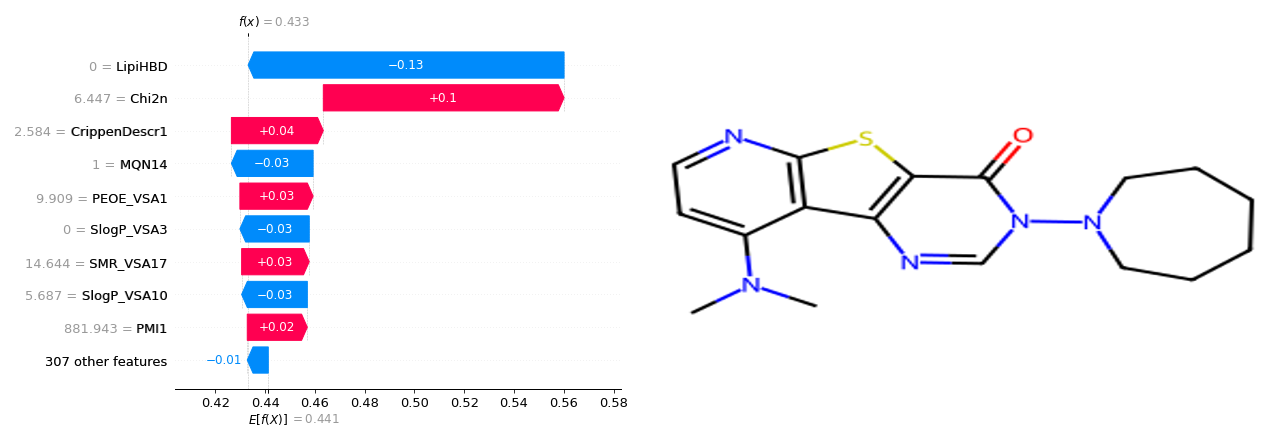 f(x) = 0.433
0 = LipiHBD
−0.13
6.447 = Chi2n
+0.1
2.584 = CrippenDescr1
+0.04
1 = MQN14
−0.03
9.909 = PEOE_VSA1
+0.03
0 = SlogP_VSA3
−0.03
14.644 = SMR_VSA17
+0.03
5.687 = SlogP_VSA10
−0.03
881.943 = PMI1
+0.02
307 other features
−0.01
0.42 0.44 0.46 0.48 0.50 0.52 0.54 0.56 0.58
E[f(X)] = 0.441
O
N
S
N
N
N
N